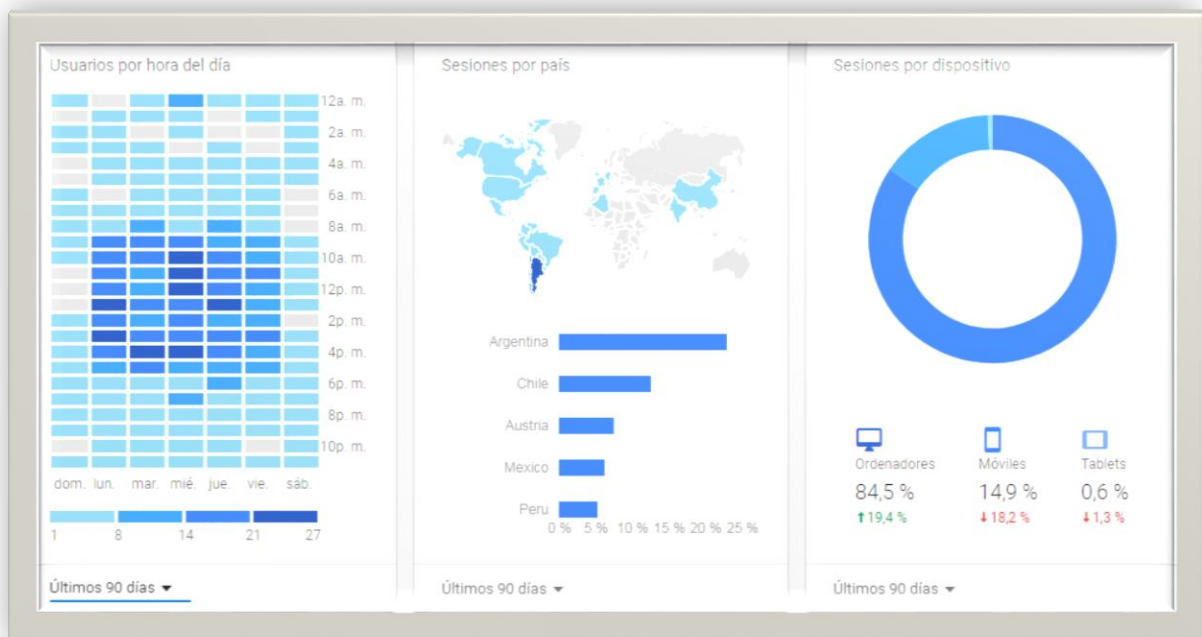 Usuarios por hora del día
12a. m.
2a. m.
4a. m.
6a. m.
8a. m.
10a. m.
12p. m.
2p. m.
4p. m.
6p. m.
8p. m.
10p. m.
dom. lun. mar. mié. jue. vie. sáb.
1 8 14 21 27
Últimos 90 días
Sesiones por país
Argentina
Chile
Austria
Mexico
Peru
0 % 5 % 10 % 15 % 20 % 25 %
Últimos 90 días
Sesiones por dispositivo
Ordenadores Móviles Tablets
84,5 % 14,9 % 0,6 %
↑19,4 % ↓18,2 % ↓1,3 %
Últimos 90 días